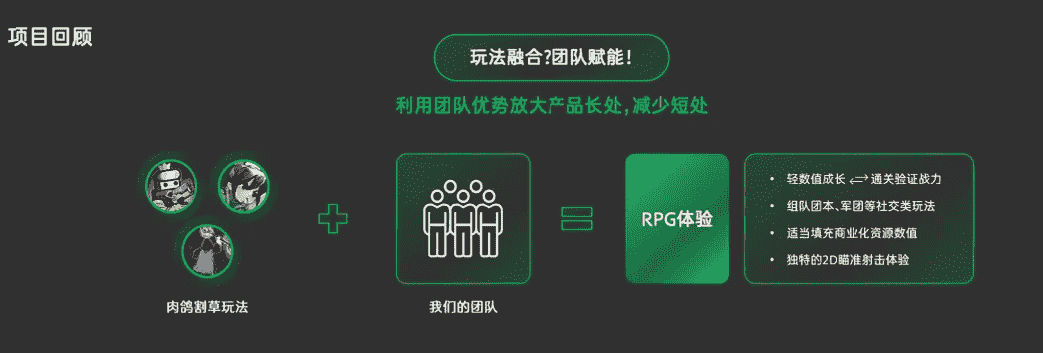 项目回顾
玩法融合?团队赋能!
利用团队优势放大产品长处,减少短处
肉鸽割草玩法
我们的团队
RPG体验
• 轻数值成长 ⇌ 通关验证战力
• 组队团本、军团等社交类玩法
• 适当填充商业化资源数值
• 独特的2D瞄准射击体验